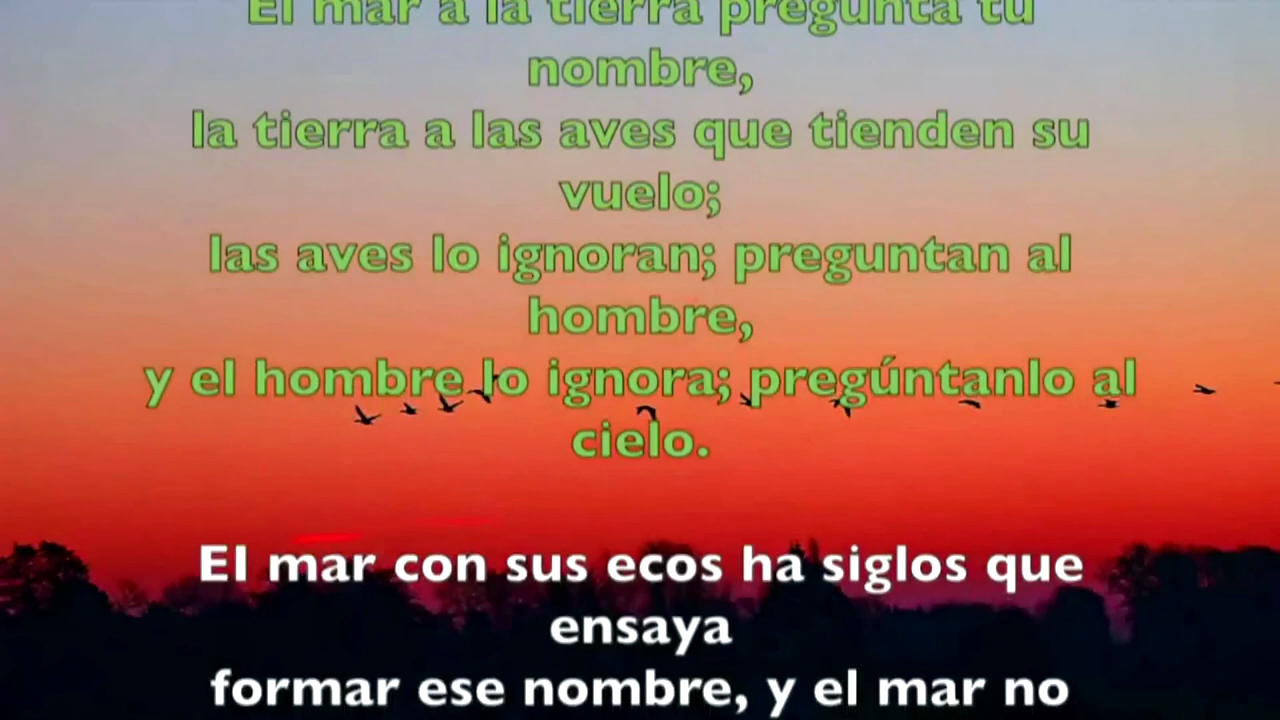 El mar a la tierra pregunta tu
nombre,
la tierra a las aves que tienden su
vuelo;
las aves lo ignoran; preguntan al
hombre,
y el hombre lo ignora; pregúntanlo al
cielo.
El mar con sus ecos ha siglos que
ensaya
formar ese nombre, y el mar no